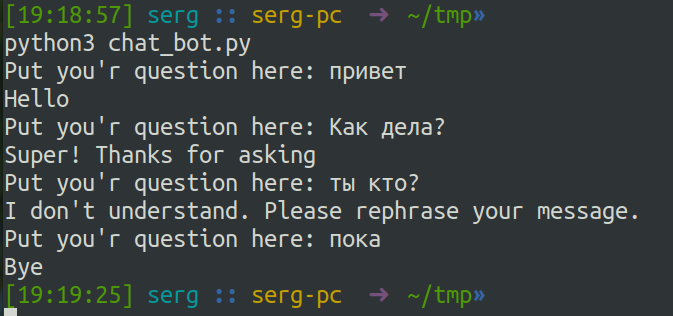 [19:18:57] serg :: serg-pc  ➜ ~/tmp»
python3 chat_bot.py
Put you'r question here: привет
Hello
Put you'r question here: Как дела?
Super! Thanks for asking
Put you'r question here: ты кто?
I don't understand. Please rephrase your message.
Put you'r question here: пока
Bye
[19:19:25] serg :: serg-pc  ➜ ~/tmp»